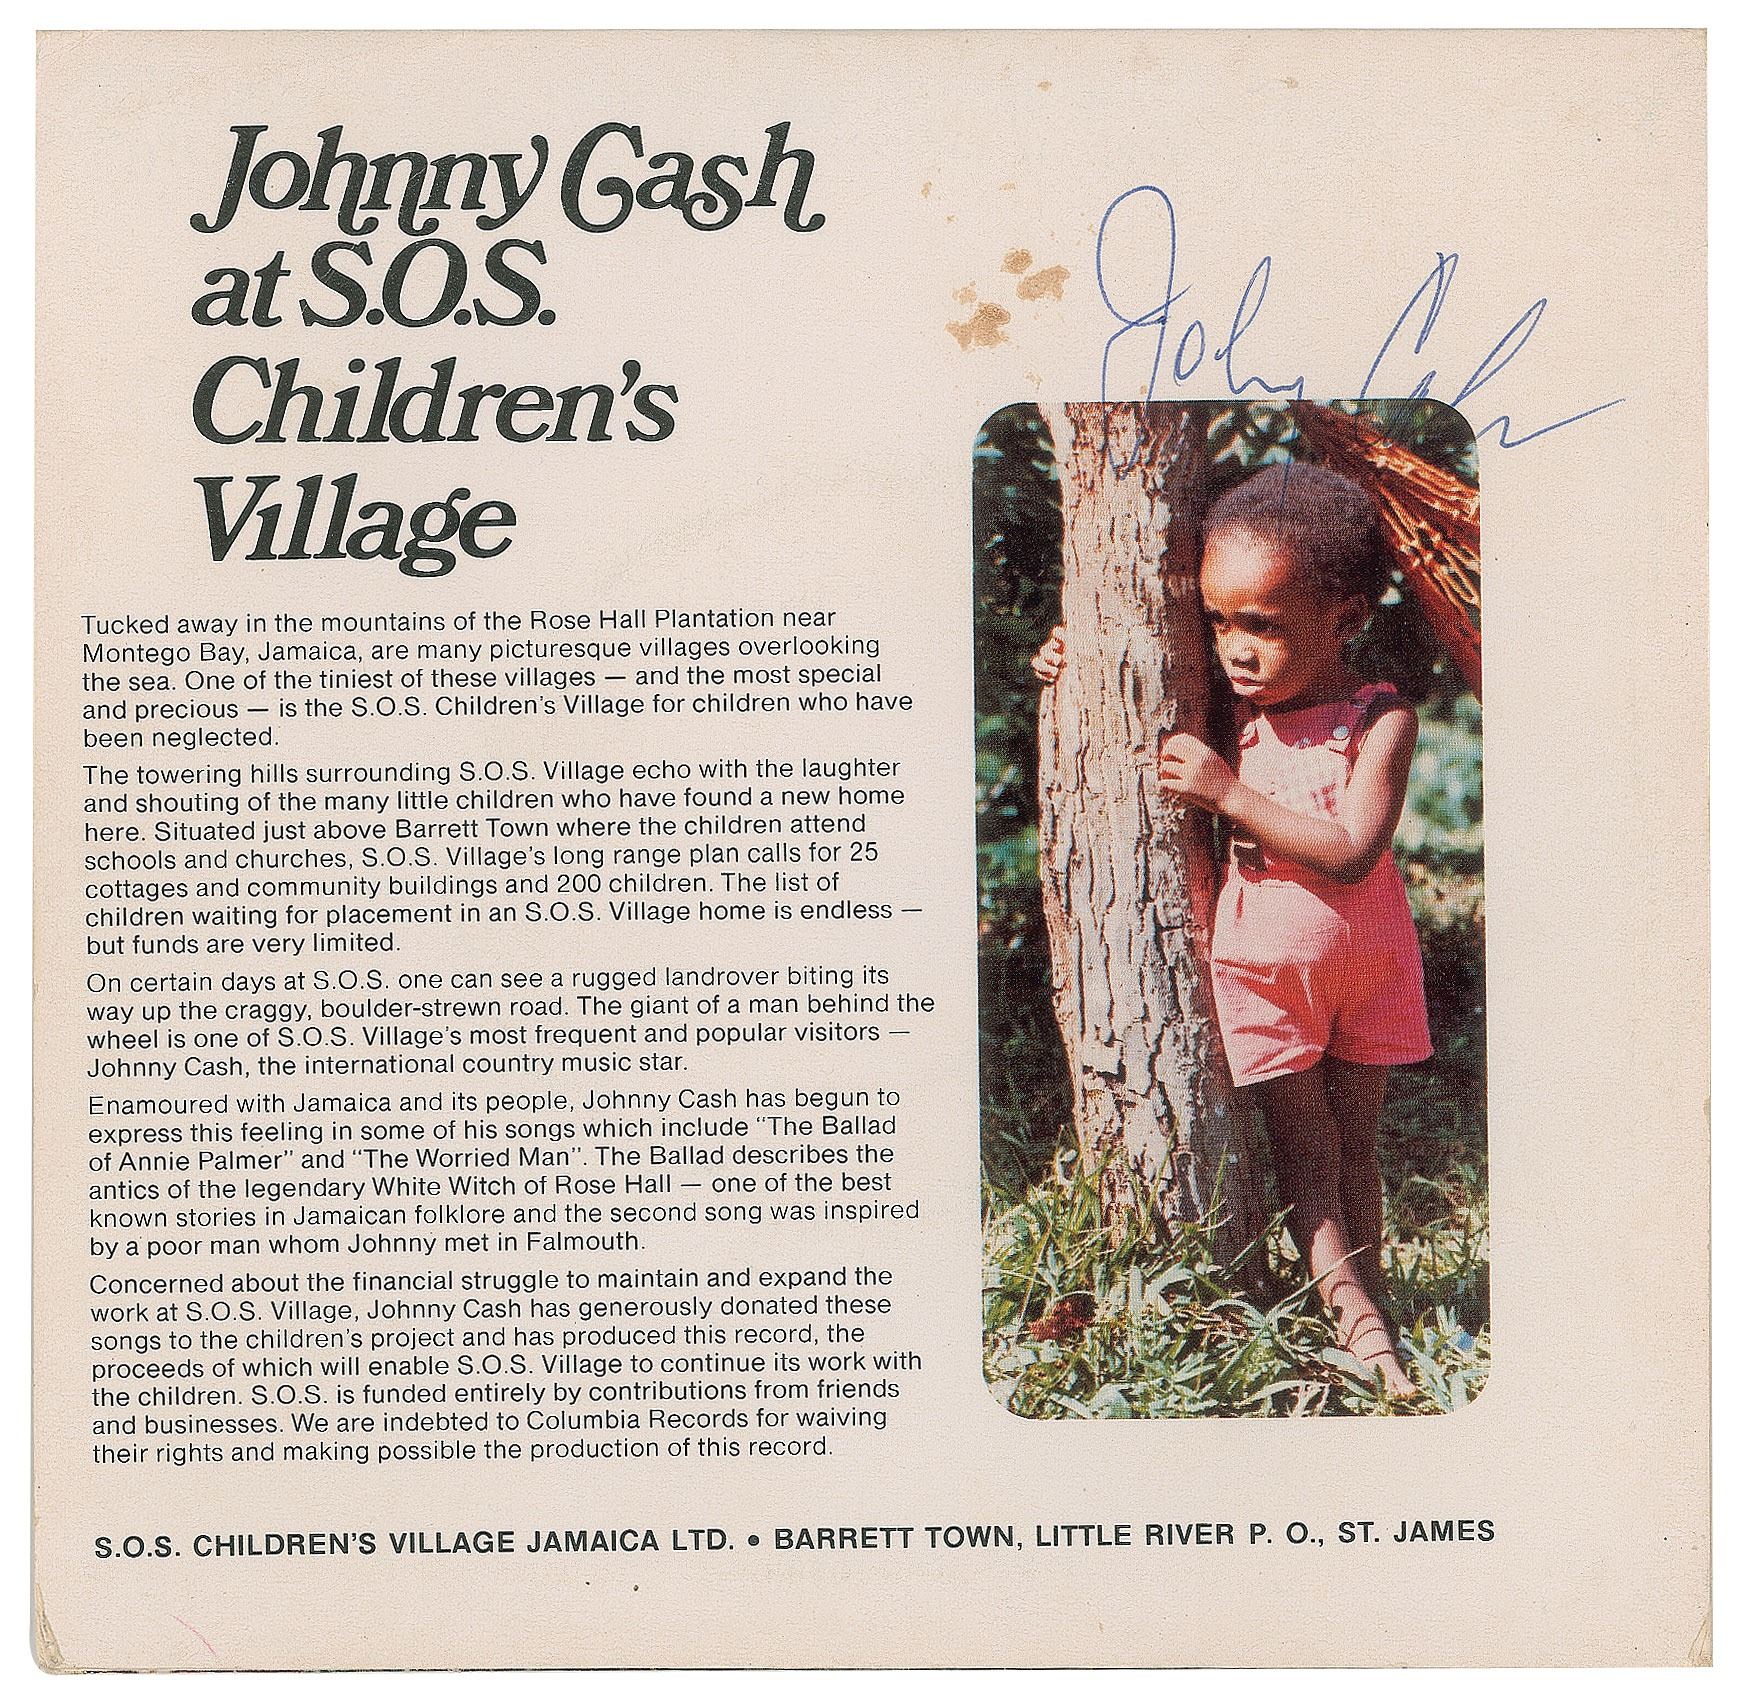 Johnny Cash
at S.O.S.
Children's
Village
Johnny Cash
Tucked away in the mountains of the Rose Hall Plantation near
Montego Bay, Jamaica, are many picturesque villages overlooking
the sea. One of the tiniest of these villages — and the most special
and precious — is the S.O.S. Children's Village for children who have
been neglected.
The towering hills surrounding S.O.S. Village echo with the laughter
and shouting of the many little children who have found a new home
here. Situated just above Barrett Town where the children attend
schools and churches, S.O.S. Village's long range plan calls for 25
cottages and community buildings and 200 children. The list of
children waiting for placement in an S.O.S. Village home is endless —
but funds are very limited.
On certain days at S.O.S. one can see a rugged landrover biting its
way up the craggy, boulder-strewn road. The giant of a man behind the
wheel is one of S.O.S. Village's most frequent and popular visitors —
Johnny Cash, the international country music star.
Enamoured with Jamaica and its people, Johnny Cash has begun to
express this feeling in some of his songs which include "The Ballad
of Annie Palmer" and "The Worried Man". The Ballad describes the
antics of the legendary White Witch of Rose Hall — one of the best
known stories in Jamaican folklore and the second song was inspired
by a poor man whom Johnny met in Falmouth.
Concerned about the financial struggle to maintain and expand the
work at S.O.S. Village, Johnny Cash has generously donated these
songs to the children's project and has produced this record, the
proceeds of which will enable S.O.S. Village to continue its work with
the children. S.O.S. is funded entirely by contributions from friends
and businesses. We are indebted to Columbia Records for waiving
their rights and making possible the production of this record.
S.O.S. CHILDREN'S VILLAGE JAMAICA LTD. • BARRETT TOWN, LITTLE RIVER P. O., ST. JAMES